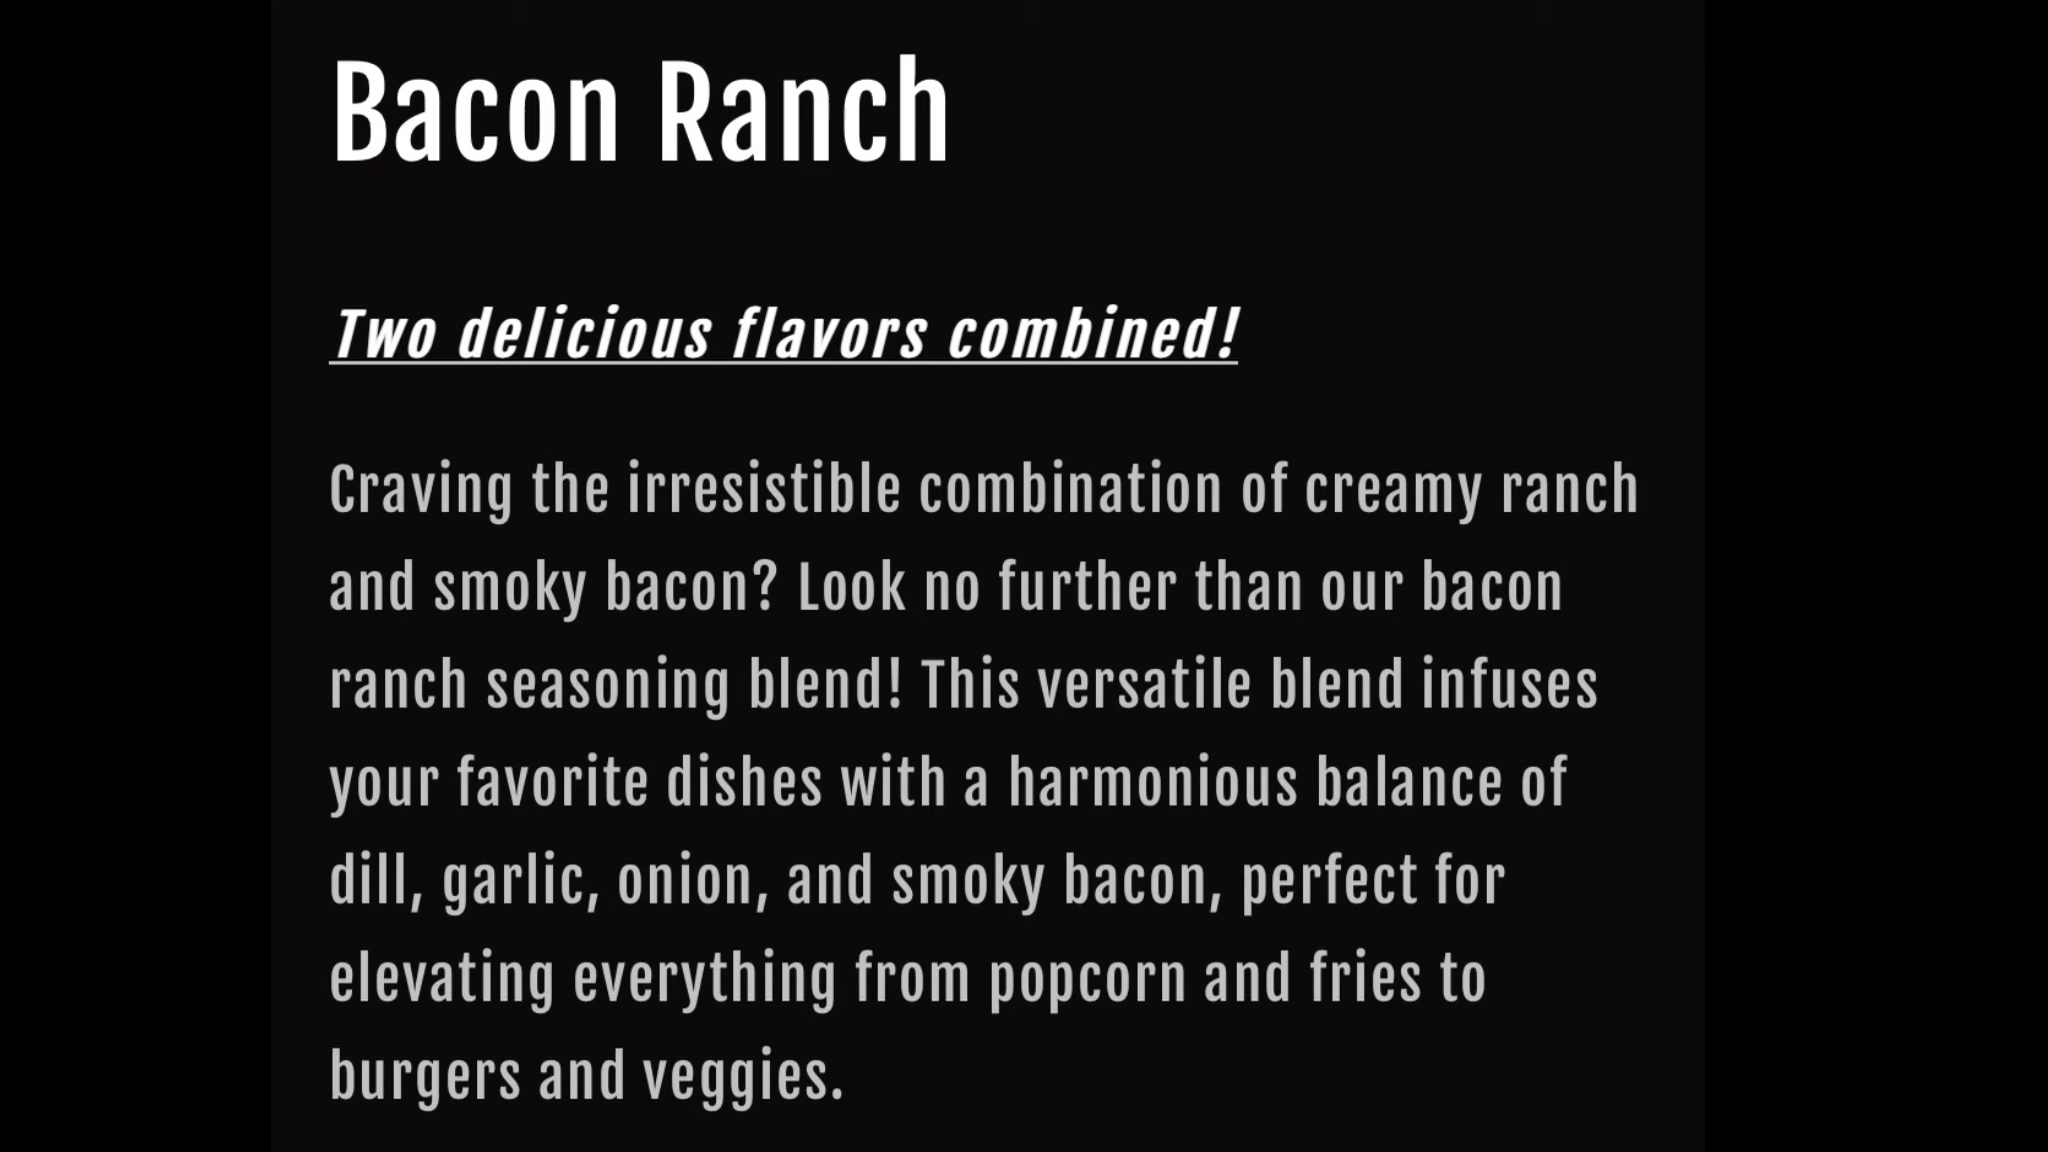 Bacon Ranch
Two delicious flavors combined!
Craving the irresistible combination of creamy ranch
and smoky bacon? Look no further than our bacon
ranch seasoning blend! This versatile blend infuses
your favorite dishes with a harmonious balance of
dill, garlic, onion, and smoky bacon, perfect for
elevating everything from popcorn and fries to
burgers and veggies.